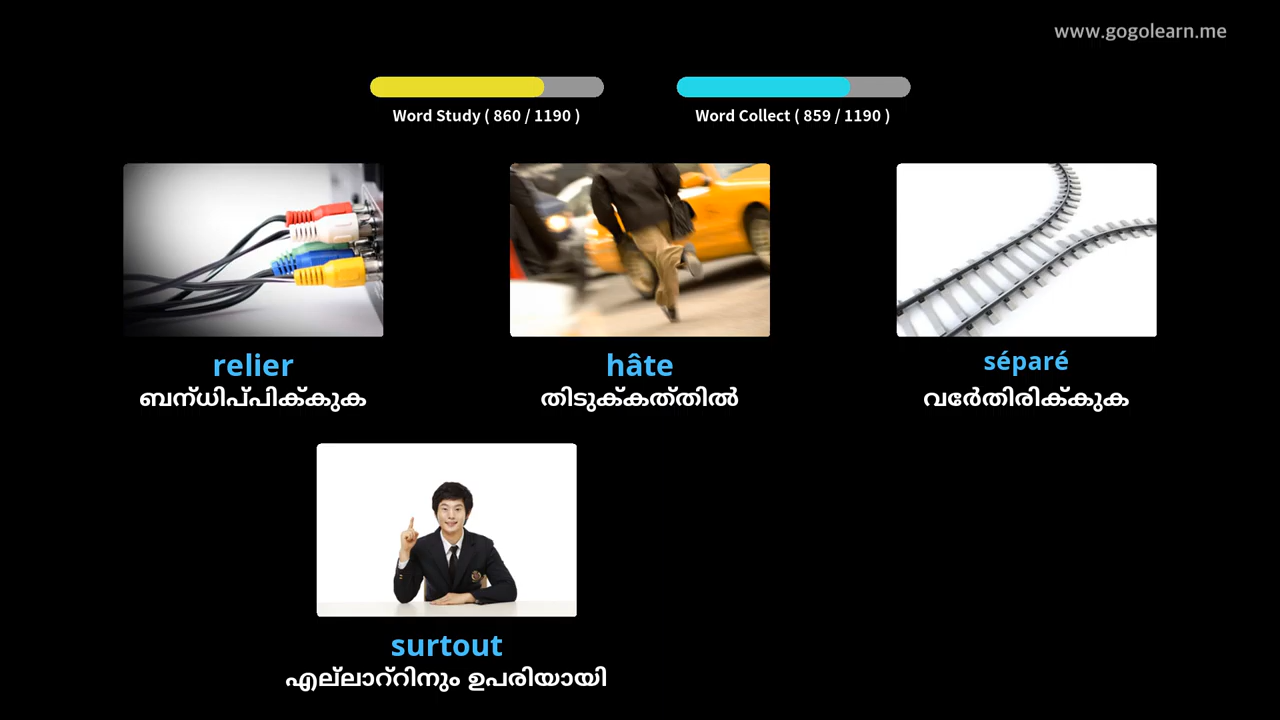 www.gogolearn.me
Word Study ( 860 / 1190 )
Word Collect ( 859 / 1190 )
relier
ബന്ധിപ്പിക്കുക
hâte
തിടുക്കത്തിൽ
séparé
വേർതിരിക്കുക
surtout
എല്ലാറ്റിനും ഉപരിയായി